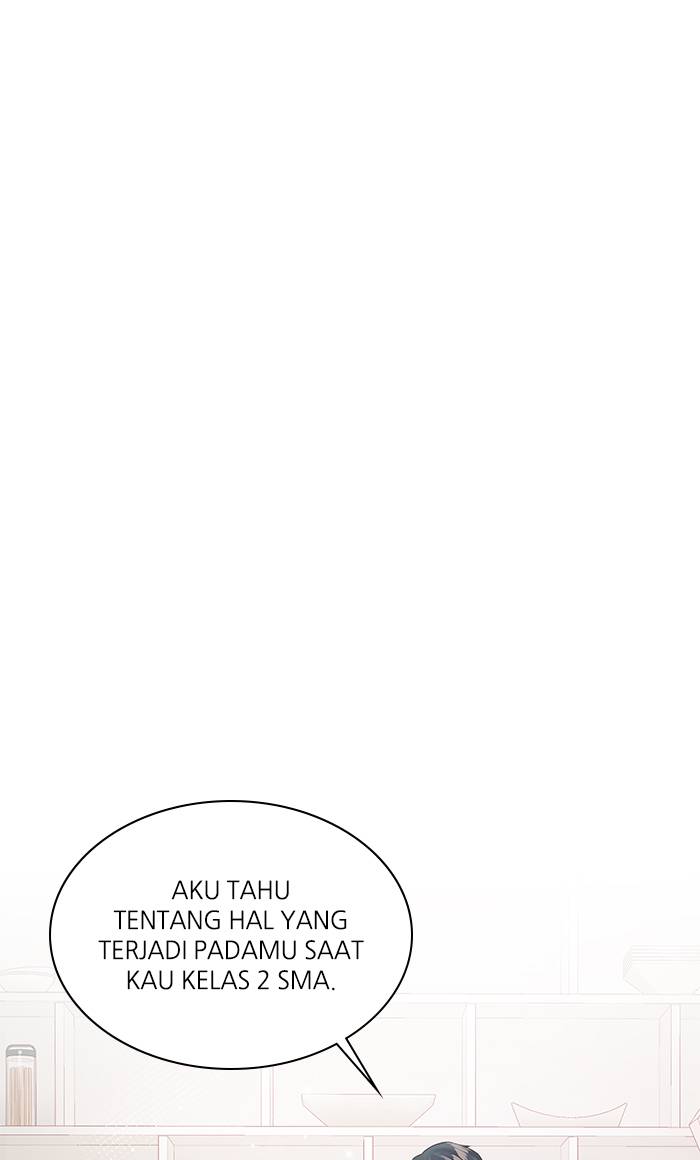 AKU TAHU
TENTANG HAL YANG
TERJADI PADAMU SAAT
KAU KELAS 2 SMA.